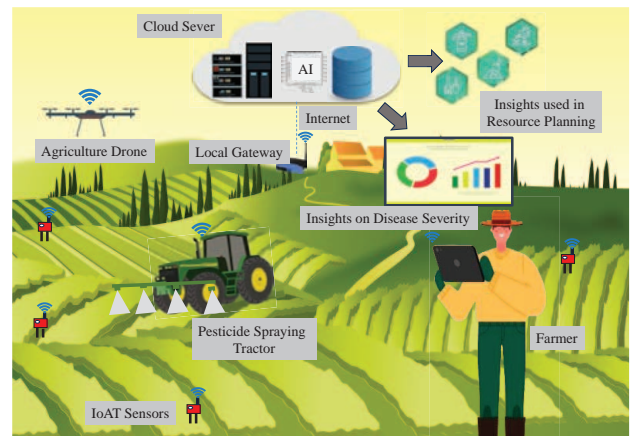 Cloud Sever
AI
Insights used in
Resource Planning
Internet
Agriculture Drone
Local Gateway
Insights on Disease Severity
Pesticide Spraying
Tractor
Farmer
IoAT Sensors